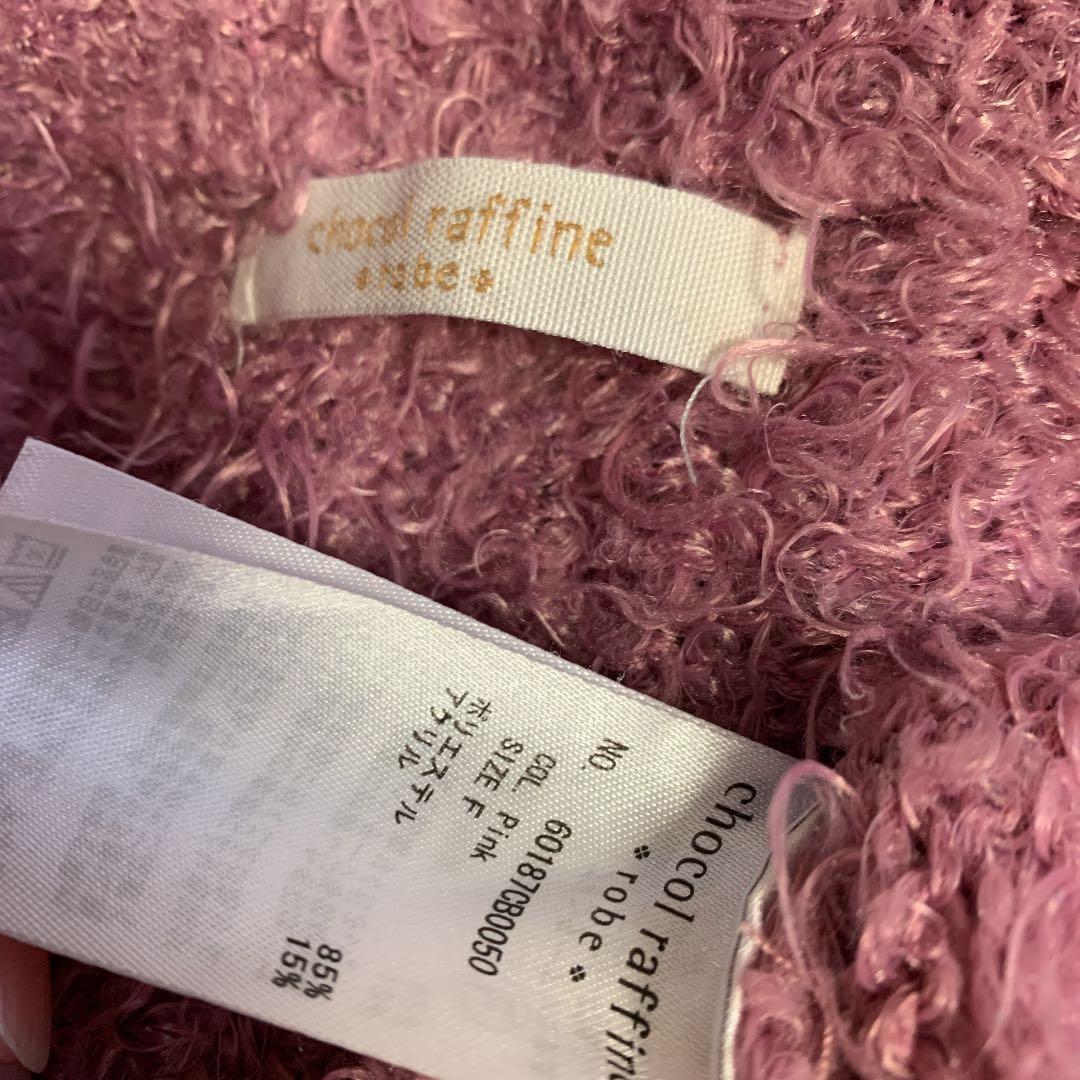 chocol raffine
robe
chocol raffine
robe
NO. 60187CB0050
COL. Pink
SIZE F
ポリエステル 85%
アクリル 15%